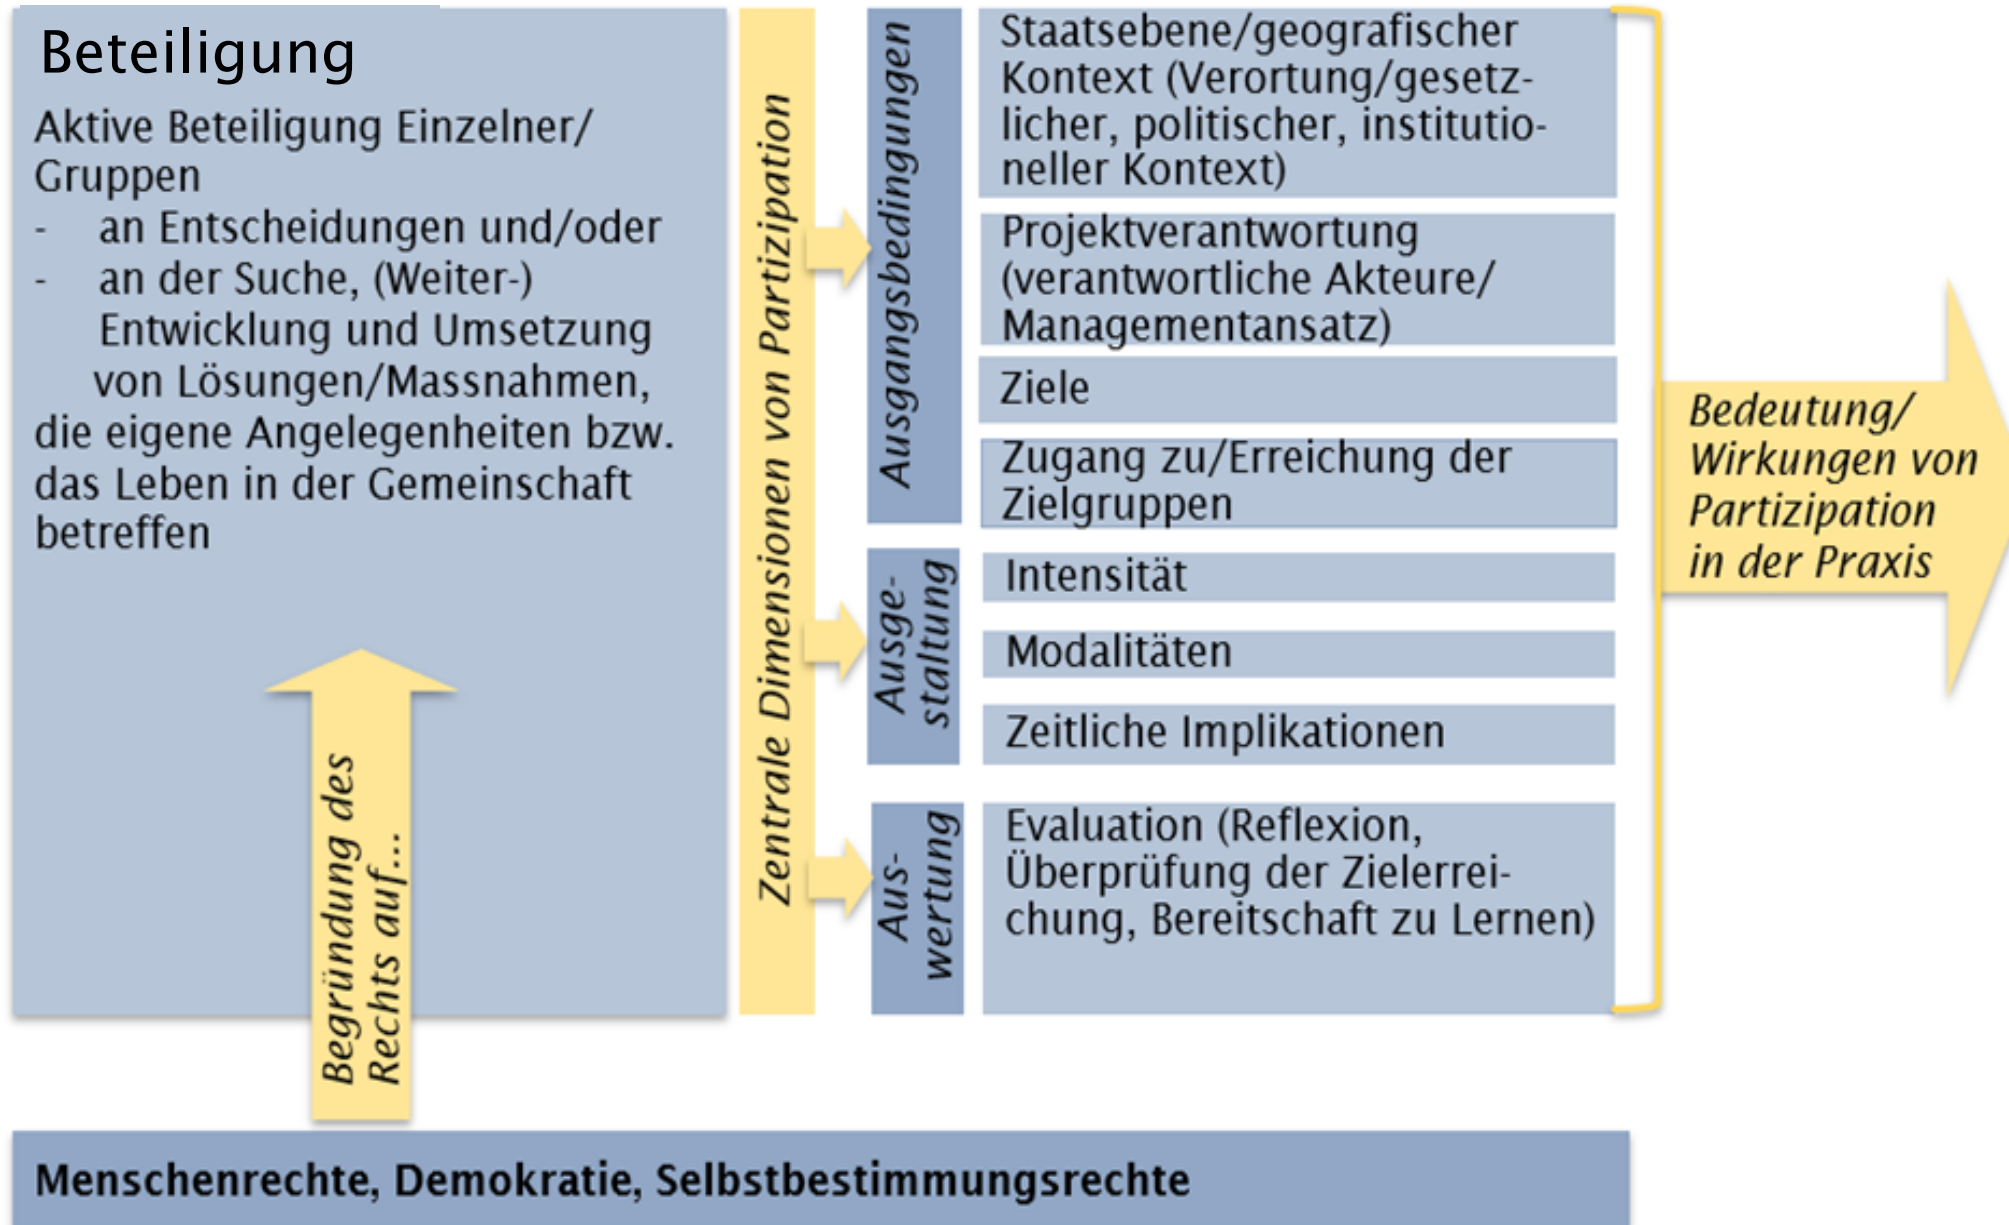 Beteiligung
Aktive Beteiligung Einzelner/
Gruppen
- an Entscheidungen und/oder
- an der Suche, (Weiter-)
Entwicklung und Umsetzung
von Lösungen/Massnahmen,
die eigene Angelegenheiten bzw.
das Leben in der Gemeinschaft
betreffen
Begründung des
Rechts auf...
Zentrale Dimensionen von Partizipation
Ausgangsbedingungen
Staatsebene/geografischer
Kontext (Verortung/gesetz-
licher, politischer, institutio-
neller Kontext)
Projektverantwortung
(verantwortliche Akteure/
Managementansatz)
Ziele
Zugang zu/Erreichung der
Zielgruppen
Ausge-
staltung
Intensität
Modalitäten
Zeitliche Implikationen
Aus-
wertung
Evaluation (Reflexion,
Überprüfung der Zielerrei-
chung, Bereitschaft zu Lernen)
Bedeutung/
Wirkungen von
Partizipation
in der Praxis
Menschenrechte, Demokratie, Selbstbestimmungsrechte